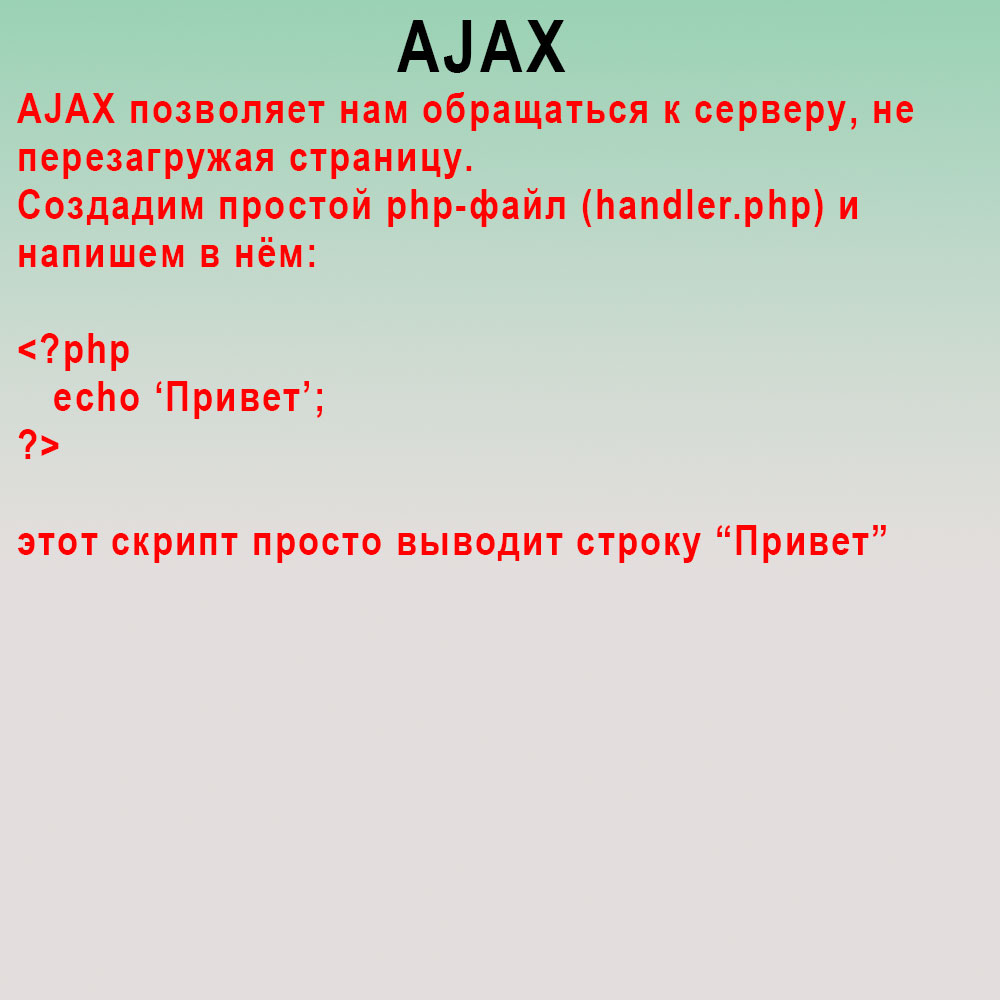 AJAX
AJAX позволяет нам обращаться к серверу, не
перезагружая страницу.
Создадим простой php-файл (handler.php) и
напишем в нём:
<?php
echo ‘Привет’;
?>
этот скрипт просто выводит строку “Привет”